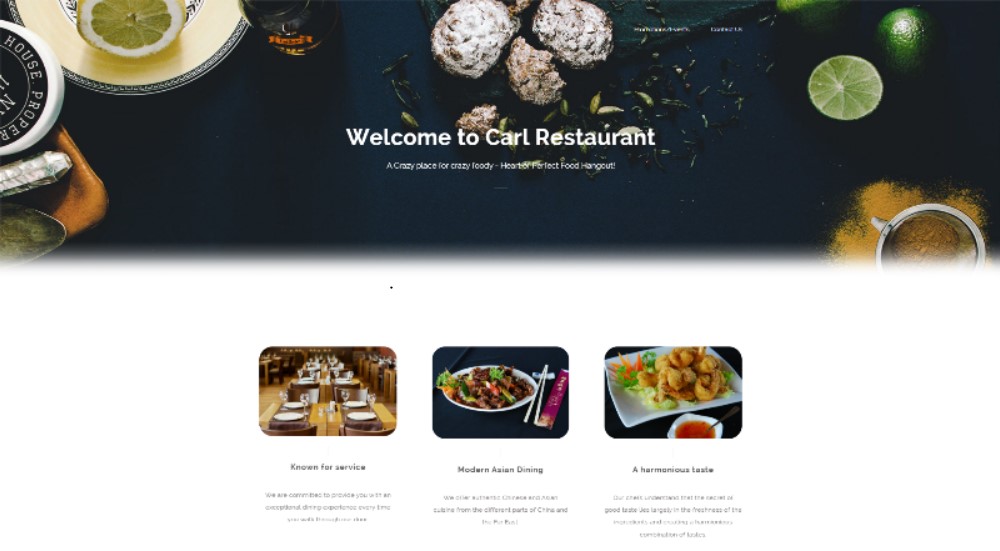 HOUSE PROPER
Promotions/Events Contact Us
Welcome to Carl Restaurant
A Crazy place for crazy foody - Heart of Perfect Food Hangout!
Known for service
Modern Asian Dining
A harmonious taste
We are committed to provide you with an
exceptional dining experience every time
you walk through our door.
We offer authentic Chinese and Asian
cuisine from the different parts of China and
the Far East
Our chefs understand that the secret of
good taste lies largely in the freshness of the
ingredients and creating a harmonious
combination of tastes.